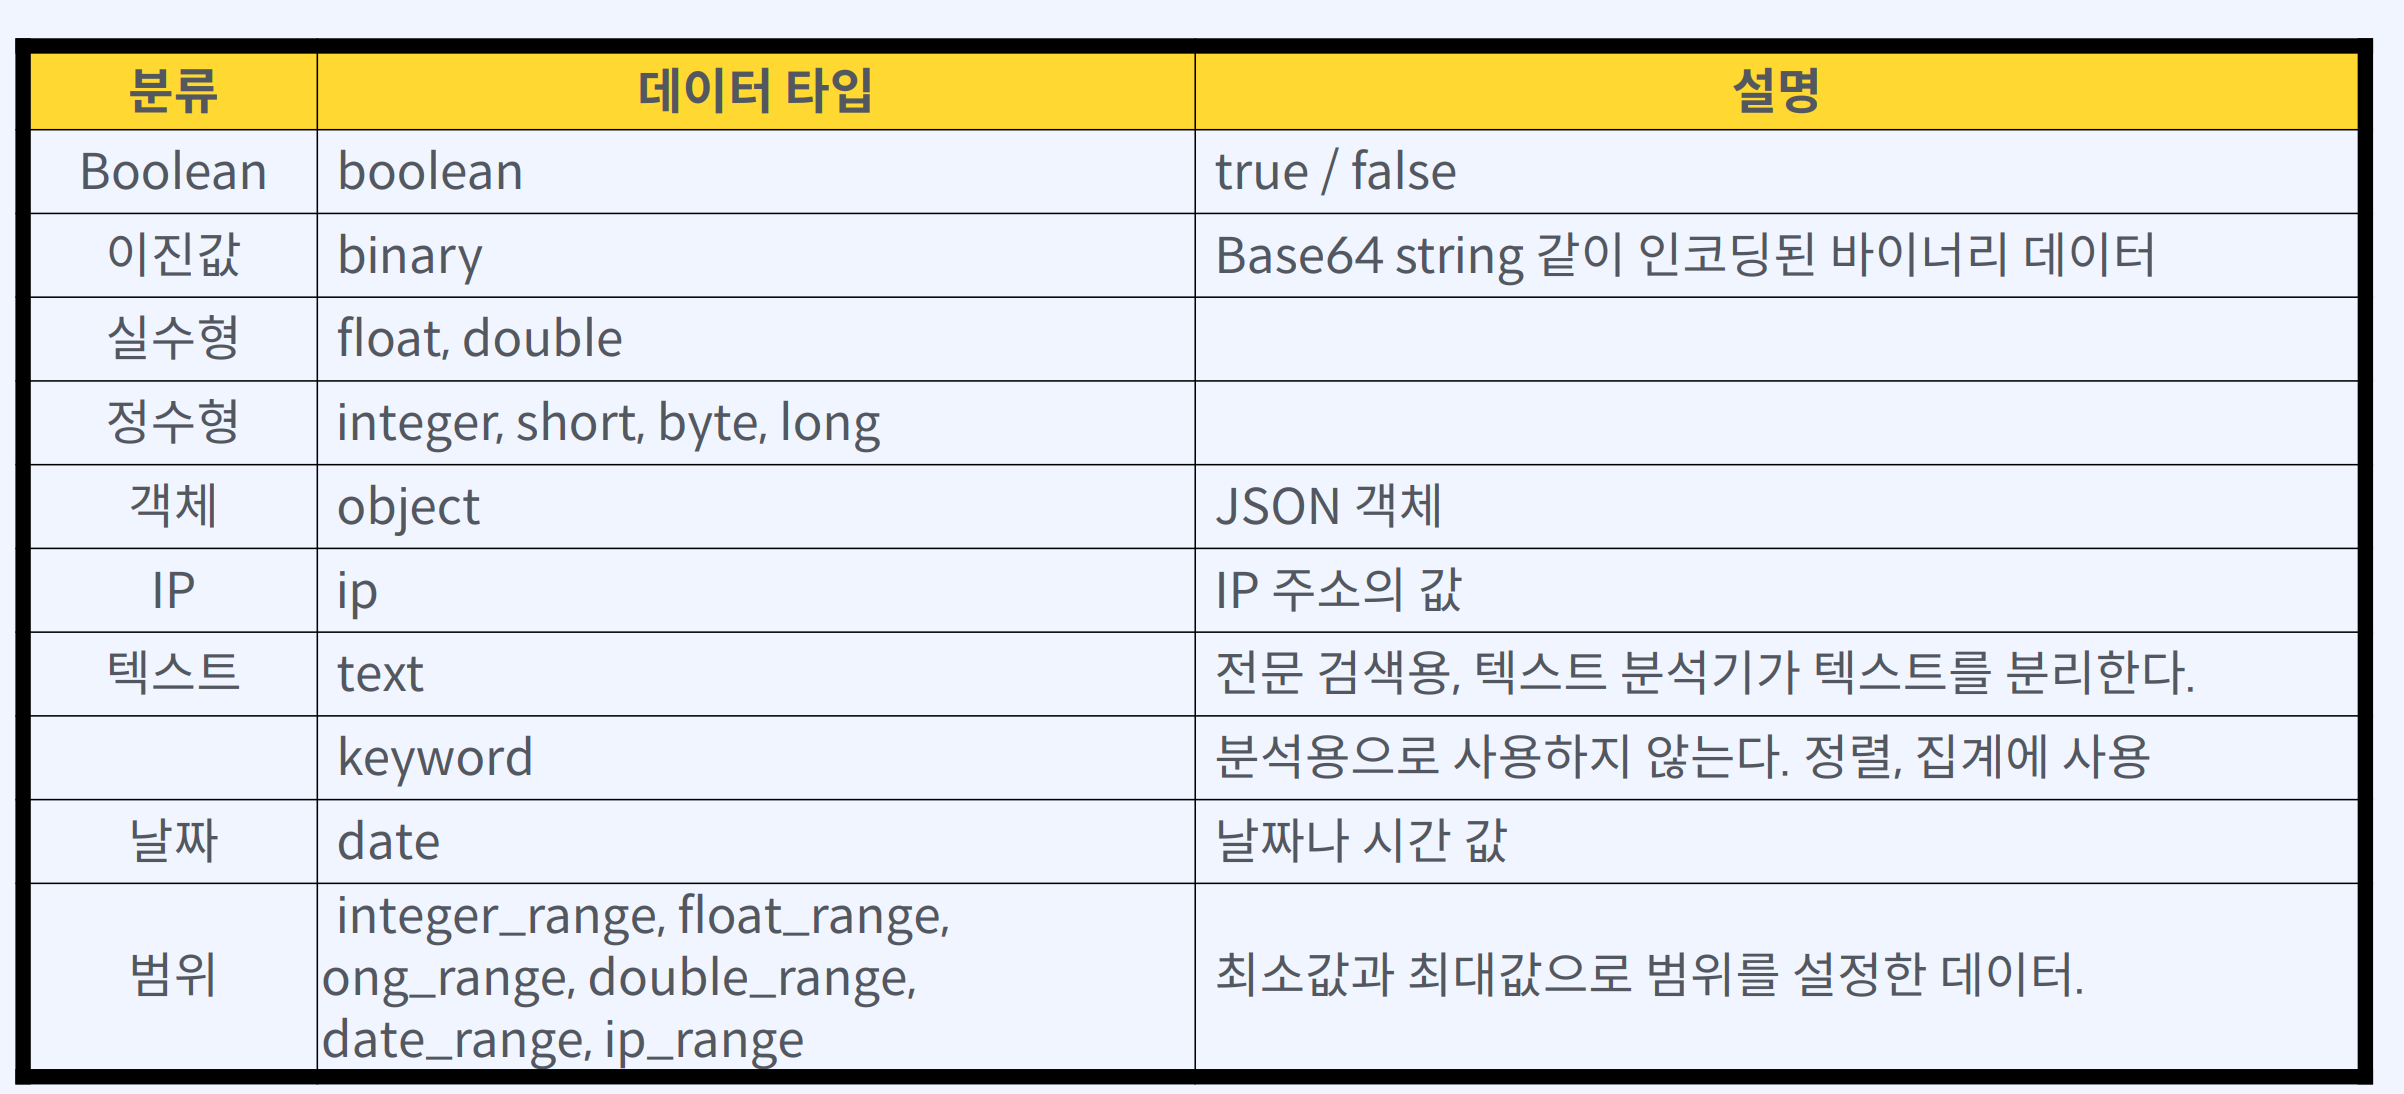 분류 데이터 타입 설명
Boolean boolean true / false
이진값 binary Base64 string 같이 인코딩된 바이너리 데이터
실수형 float, double
정수형 integer, short, byte, long
객체 object JSON 객체
IP ip IP 주소의 값
텍스트 text 전문 검색용, 텍스트 분석기가 텍스트를 분리한다.
keyword 분석용으로 사용하지 않는다. 정렬, 집계에 사용
날짜 date 날짜나 시간 값
범위 integer_range, float_range,
ong_range, double_range,
date_range, ip_range
최소값과 최대값으로 범위를 설정한 데이터.